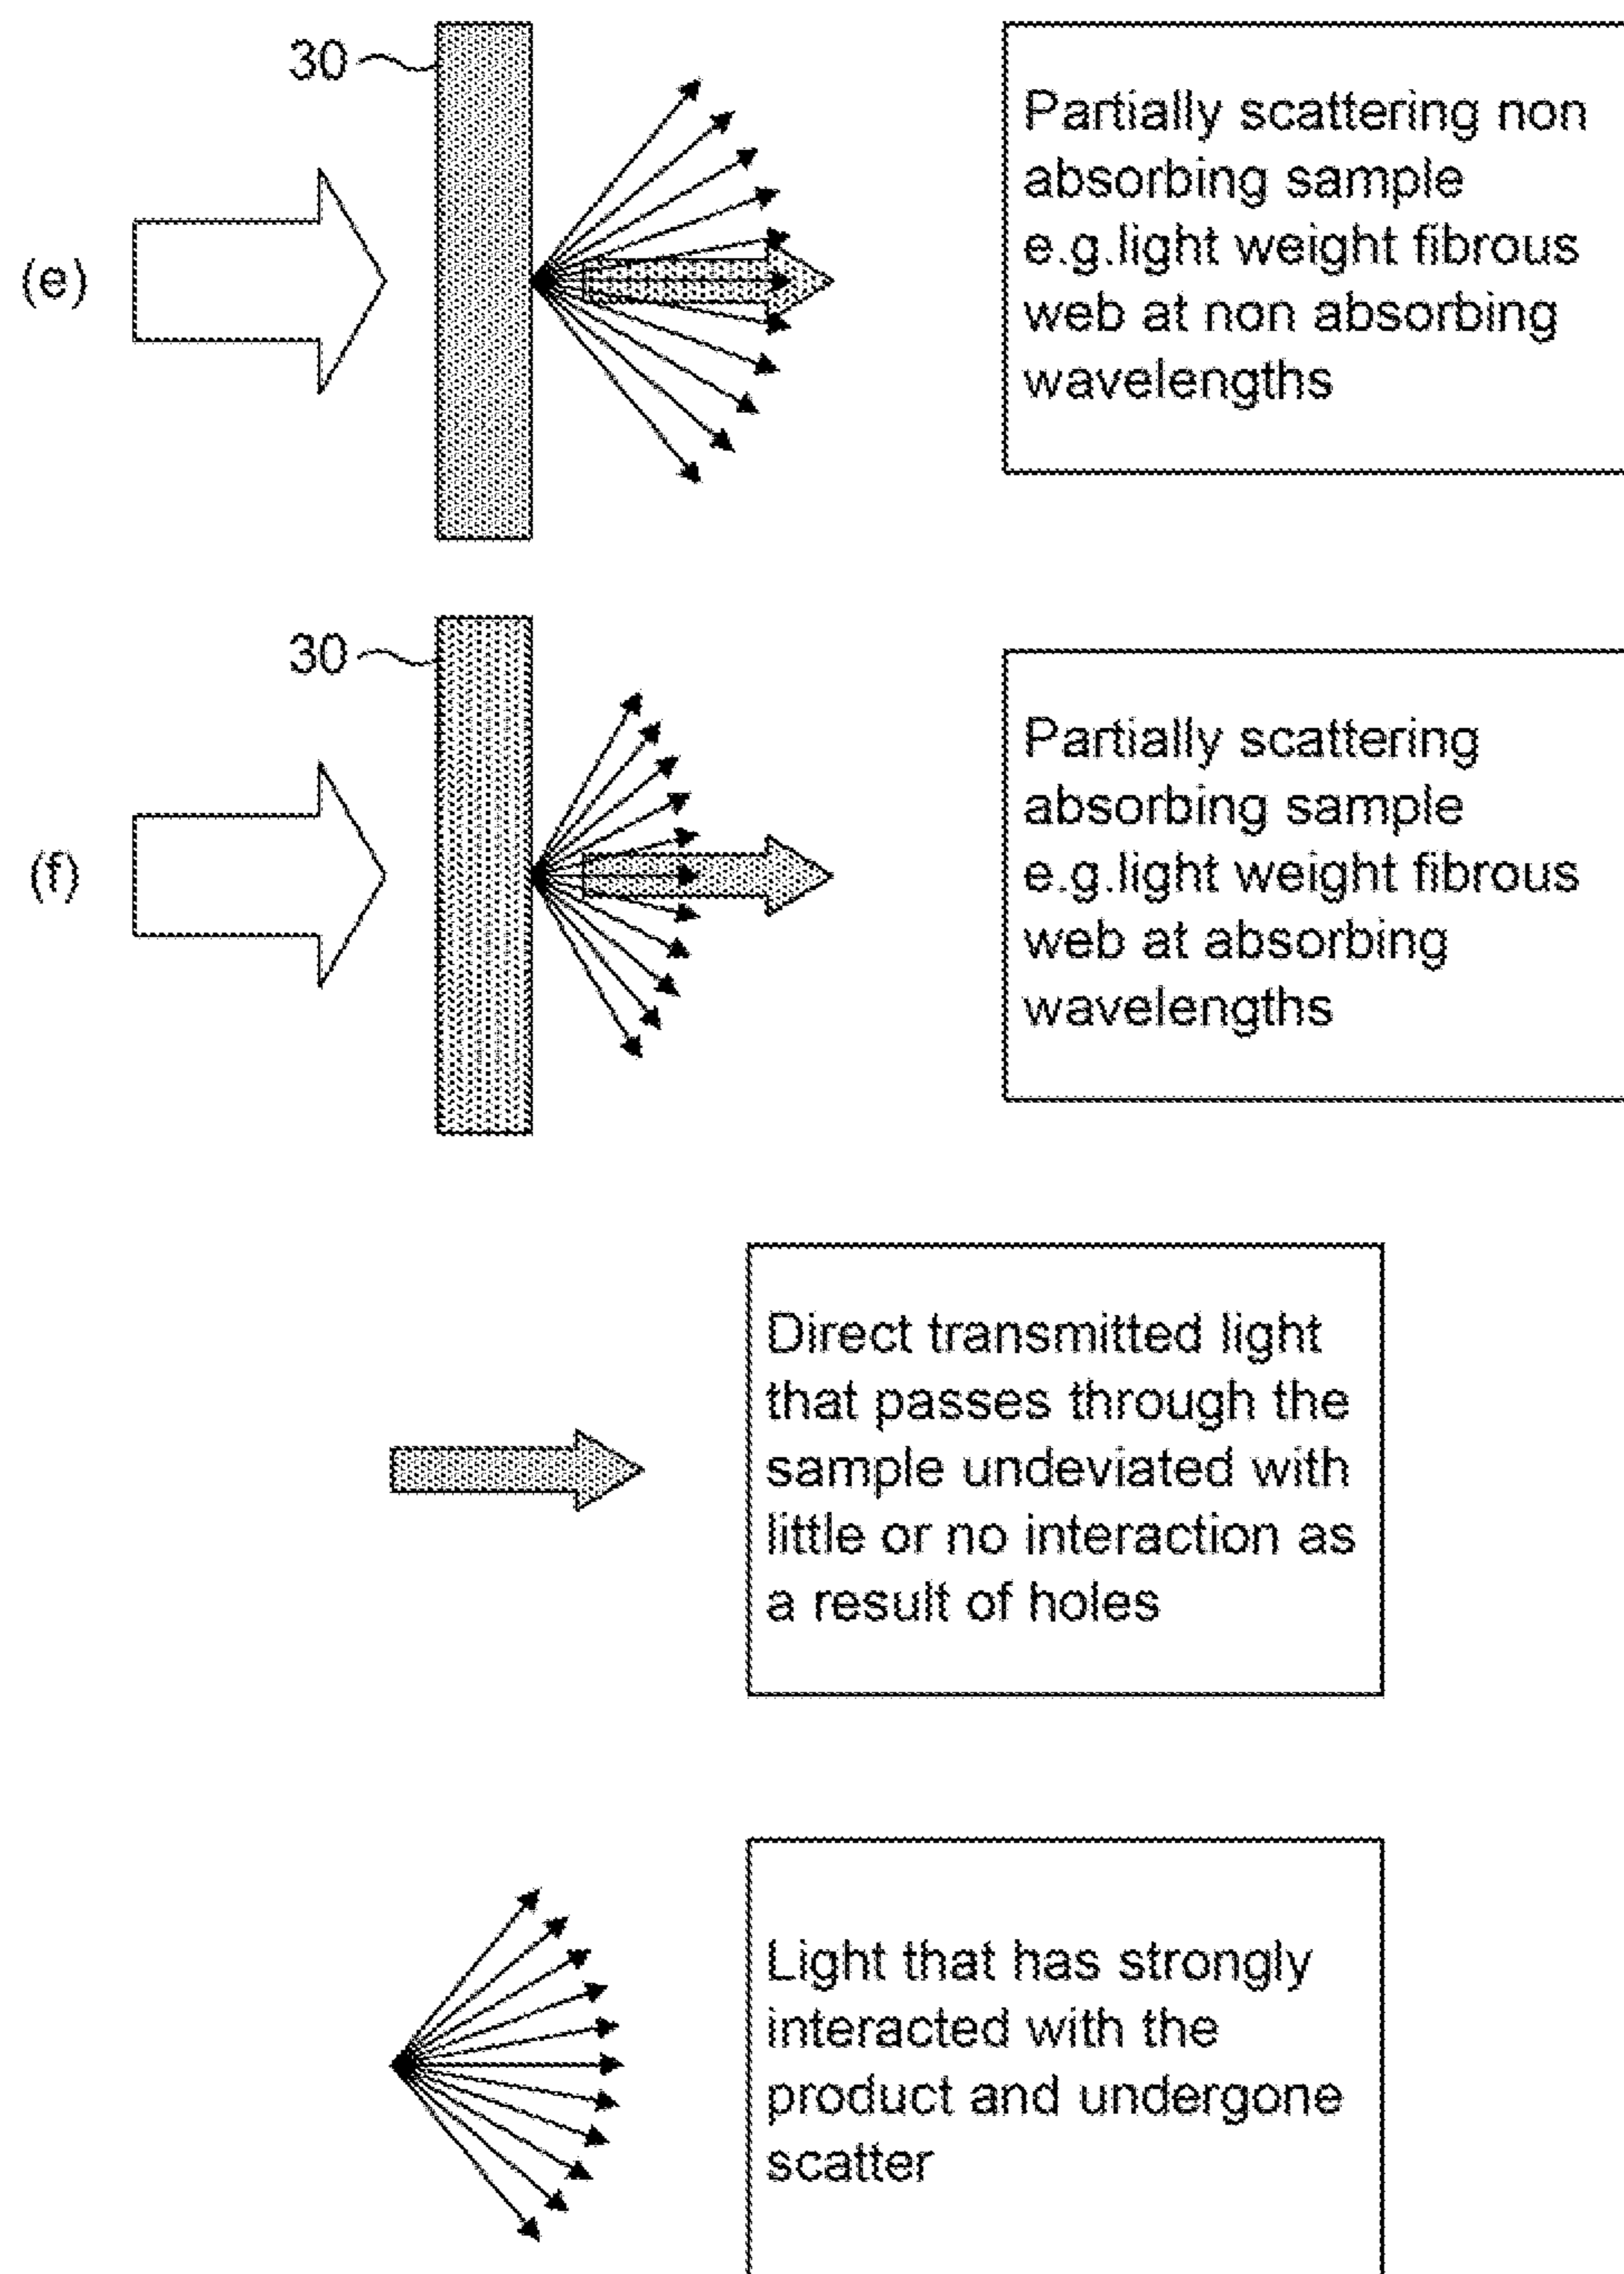 30
(e)
Partially scattering non
absorbing sample
e.g.light weight fibrous
web at non absorbing
wavelengths
30
(f)
Partially scattering
absorbing sample
e.g.light weight fibrous
web at absorbing
wavelengths
Direct transmitted light
that passes through the
sample undeviated with
little or no interaction as
a result of holes
Light that has strongly
interacted with the
product and undergone
scatter